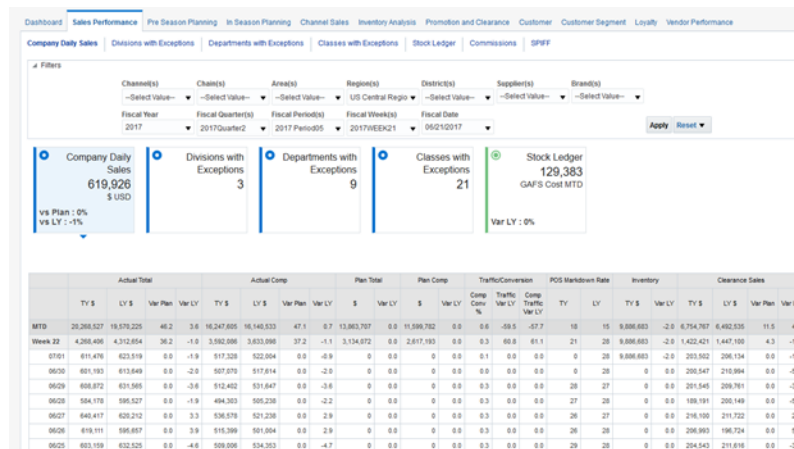 Dashboard Sales Performance Pre Season Planning In Season Planning Channel Sales Inventory Analysis Promotion and Clearance Customer Customer Segment Loyalty Vendor Performance
Company Daily Sales Divisions with Exceptions Departments with Exceptions Classes with Exceptions Stock Ledger Commissions SPIFF
Filters
Channel(s) Chain(s) Area(s) Region(s) District(s) Supplier(s) Brand(s)
--Select Value-- --Select Value-- --Select Value-- US Central Regio --Select Value-- --Select Value-- --Select Value--
Fiscal Year Fiscal Quarter(s) Fiscal Period(s) Fiscal Week(s) Fiscal Date
2017 2017Quarter2 2017 Period05 2017WEEK21 06/21/2017
Apply Reset
Company Daily Sales 619,926 $ USD vs Plan : 0% vs LY : -1%
Divisions with Exceptions 3
Departments with Exceptions 9
Classes with Exceptions 21
Stock Ledger 129,383 GAFS Cost MTD Var LY : 0%
Actual Total Actual Comp Plan Total Plan Comp Traffic/Conversion POS Markdown Rate Inventory Clearance Sales
TY $ LY $ Var Plan Var LY TY $ LY $ Var Plan Var LY $ Var LY $ Var LY Comp Conv % Traffic Var LY Comp Traffic Var LY TY LY TY $ Var LY TY $ LY $ Var Plan Var
MTD 20,268,527 19,570,225 46.2 3.6 16,247,605 16,140,533 47.1 0.7 13,863,707 0.0 11,599,782 0.0 0.6 -59.5 -57.7 18 15 9,886,683 -2.0 6,754,767 6,492,535 11.5
Week 22 4,268,406 4,312,654 36.2 -1.0 3,592,086 3,633,098 37.2 -1.1 3,134,072 0.0 2,617,193 0.0 0.3 60.8 61.1 21 28 9,886,683 -2.0 1,422,421 1,447,100 4.3
07/01 611,476 623,519 0.0 -1.9 517,328 522,004 0.0 -0.9 0 0.0 0 0.0 0.1 0.0 0.0 0 28 9,886,683 -2.0 203,502 206,134 0.0
06/30 601,193 613,649 0.0 -2.0 507,070 517,614 0.0 -2.0 0 0.0 0 0.0 0.3 0.0 0.0 0 28 0 0.0 200,547 210,994 0.0
06/29 608,872 631,565 0.0 -3.6 512,402 531,647 0.0 -3.6 0 0.0 0 0.0 0.3 0.0 0.0 28 27 0 0.0 201,545 209,761 0.0
06/28 584,178 595,527 0.0 -1.9 494,303 505,238 0.0 -2.2 0 0.0 0 0.0 0.3 0.0 0.0 27 28 0 0.0 189,191 200,149 0.0
06/27 640,417 620,212 0.0 3.3 536,578 521,238 0.0 2.9 0 0.0 0 0.0 0.3 0.0 0.0 26 27 0 0.0 216,100 211,722 0.0
06/26 619,111 595,657 0.0 3.9 515,399 501,004 0.0 2.9 0 0.0 0 0.0 0.3 0.0 0.0 26 28 0 0.0 206,993 196,724 0.0
06/25 603,159 632,525 0.0 -4.6 509,006 534,353 0.0 -4.7 0 0.0 0 0.0 0.3 0.0 0.0 29 28 0 0.0 204,543 211,616 0.0